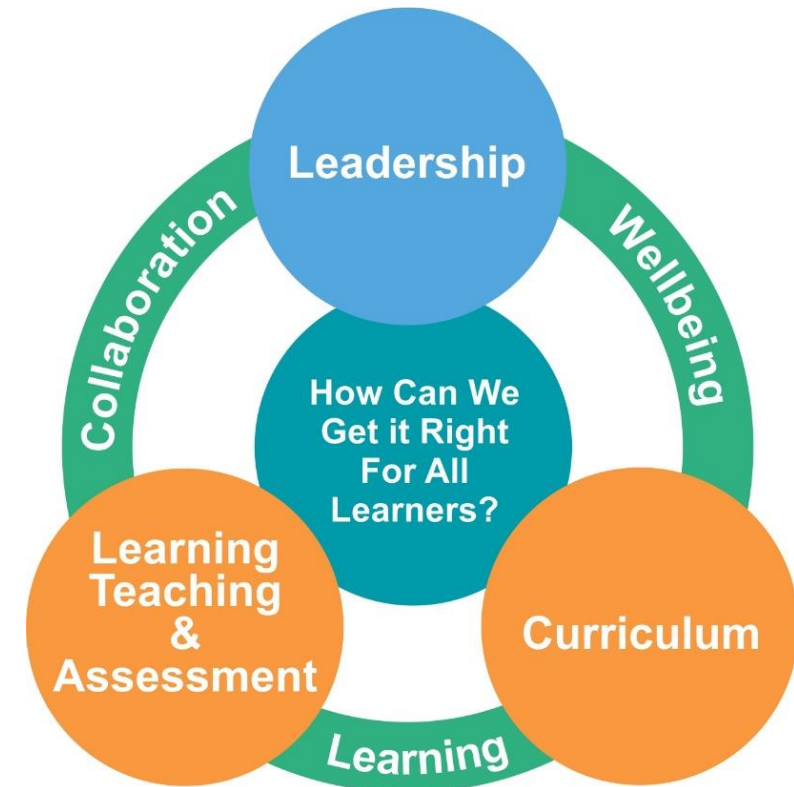 Leadership
Collaboration
Wellbeing
How Can We
Get it Right
For All
Learners?
Learning
Teaching
&
Assessment
Curriculum
Learning